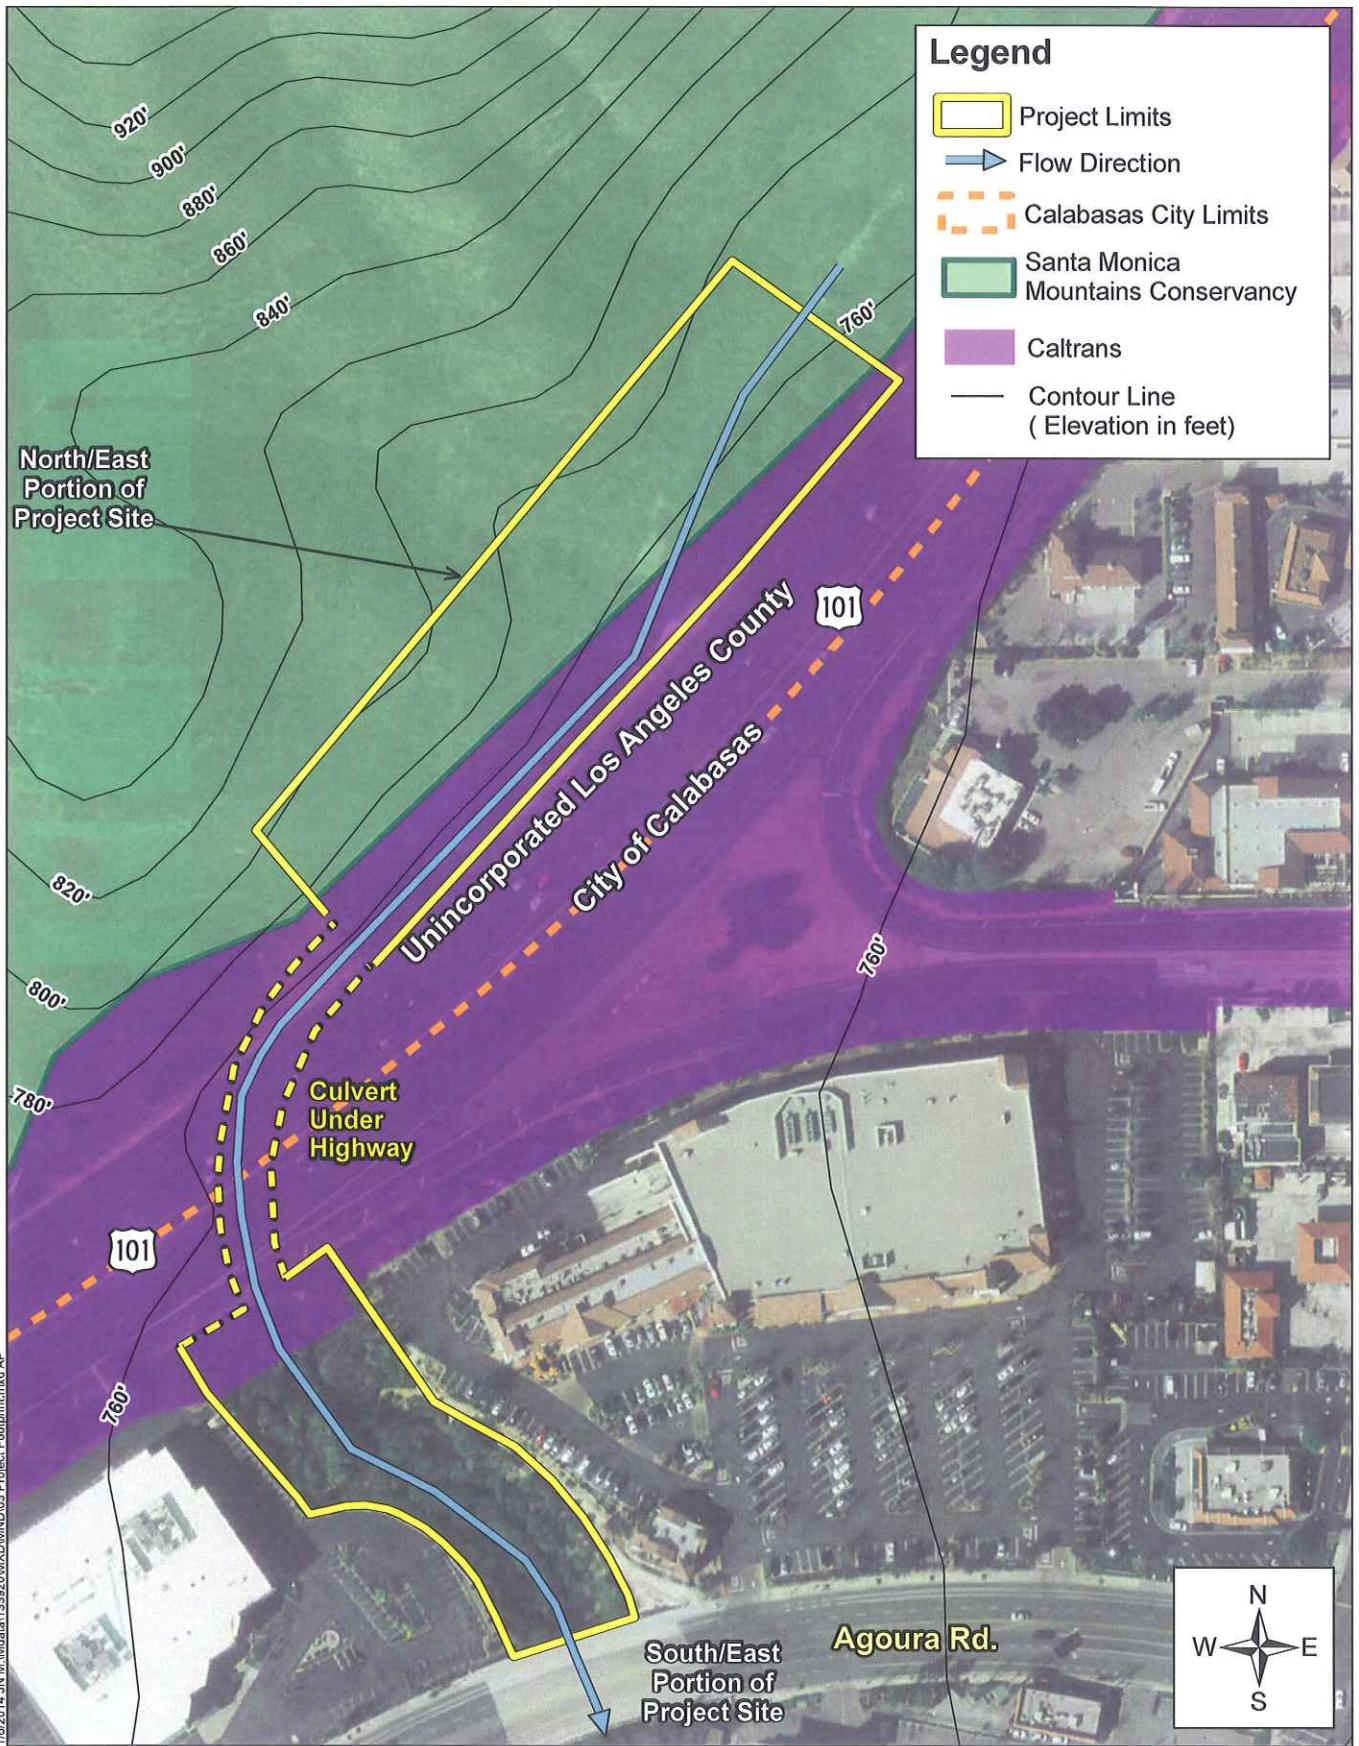 Legend
Project Limits
Flow Direction
Calabasas City Limits
Santa Monica
Mountains Conservancy
Caltrans
Contour Line
( Elevation in feet)
920'
900'
880'
860'
840'
760'
North/East
Portion of
Project Site
101
Unincorporated Los Angeles County
City of Calabasas
820'
800'
780'
760'
Culvert
Under
Highway
101
760'
South/East
Portion of
Project Site
Agoura Rd.
N
W
E
S